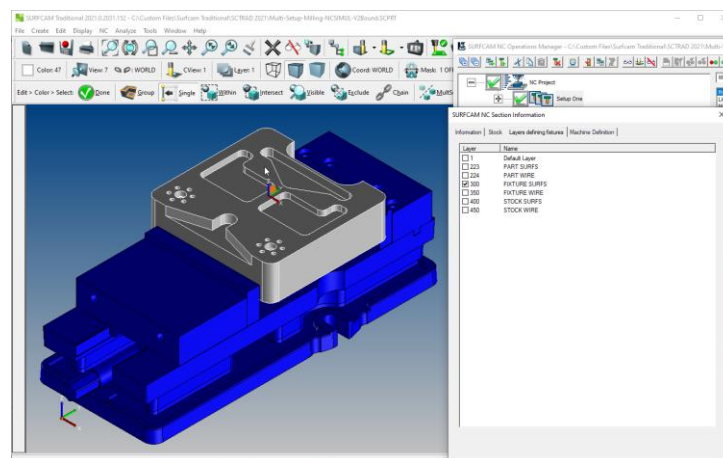 SURFCAM Traditional 2021.0.2031.152 - C:\Custom Files\Surfcam Traditional\SCTRAD 2021\Multi-Setup-Milling-NCSIMUL-V2Bound.SCPRT
File Create Edit Display NC Analyze Tools Window Help
Color: 47 View: 7 WORLD CView: 1 Layer: 1 Coord: WORLD Mask: 1 OF
Edit > Color > Select: Done Group Single Within Intersect Visible Exclude Chain
SURFCAM NC Operations Manager - C:\Custom Files\Surfcam Traditional\SCTRAD 2021\Multi-
NC Project
Setup One
SURFCAM NC Section Information
Information Stock Layers defining fixtures Machine Definition
Layer Name
1 Default Layer
223 PART SURFS
224 PART WIRE
300 FIXTURE SURFS
350 FIXTURE WIRE
400 STOCK SURFS
450 STOCK WIRE